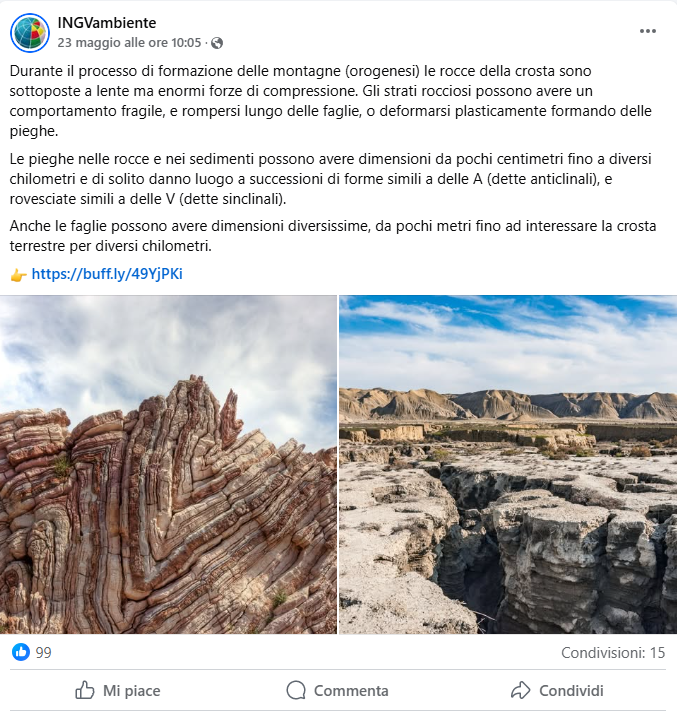 INGVambiente
23 maggio alle ore 10:05 ·
Durante il processo di formazione delle montagne (orogenesi) le rocce della crosta sono
sottoposte a lente ma enormi forze di compressione. Gli strati rocciosi possono avere un
comportamento fragile, e rompersi lungo delle faglie, o deformarsi plasticamente formando delle
pieghe.
Le pieghe nelle rocce e nei sedimenti possono avere dimensioni da pochi centimetri fino a diversi
chilometri e di solito danno luogo a successioni di forme simili a delle A (dette anticlinali), e
rovesciate simili a delle V (dette sinclinali).
Anche le faglie possono avere dimensioni diversissime, da pochi metri fino ad interessare la crosta
terrestre per diversi chilometri.
👉 https://buff.ly/49YjPKi
99
Condivisioni: 15
Mi piace
Commenta
Condividi